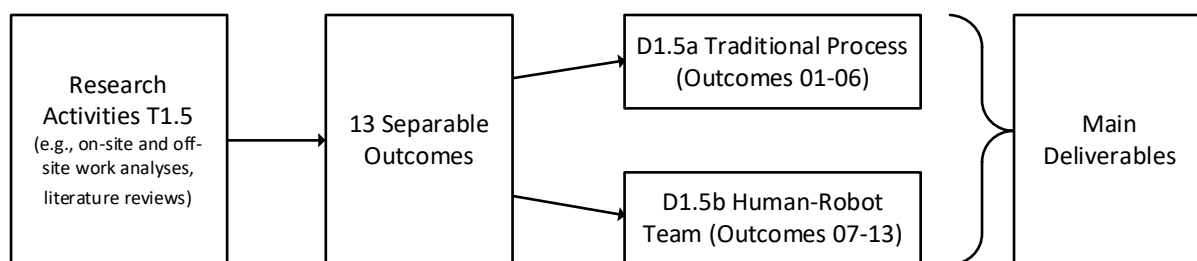 Research
Activities T1.5
(e.g., on-site and off-
site work analyses,
literature reviews)
13 Separable
Outcomes
D1.5a Traditional Process
(Outcomes 01-06)
D1.5b Human-Robot
Team (Outcomes 07-13)
Main
Deliverables